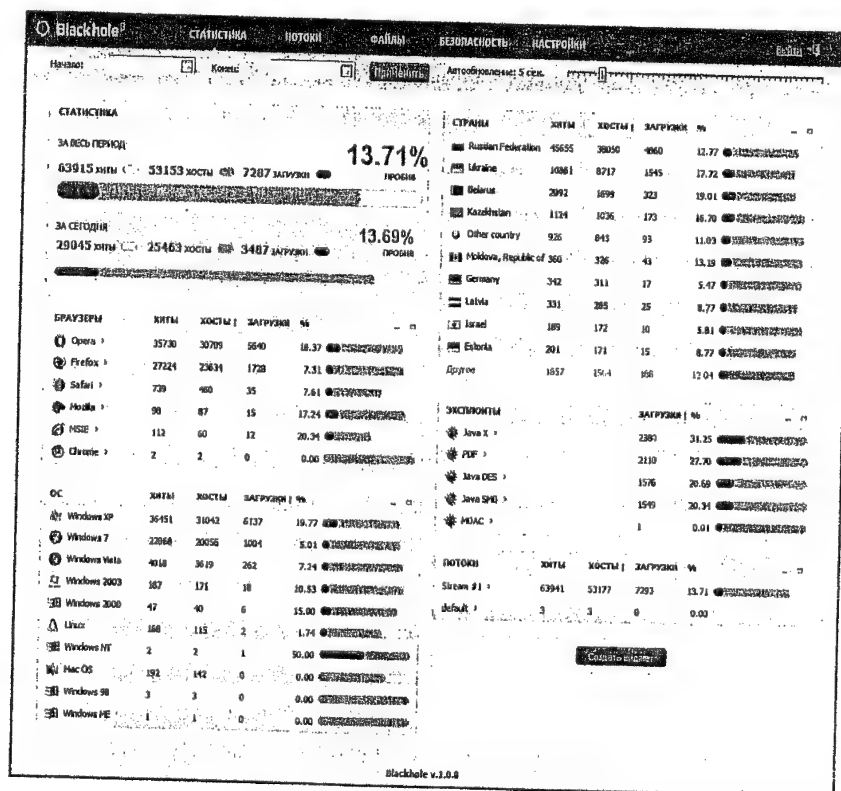 Blackhole β
СТАТИСТИКА ПОТОКИ ФАЙЛЫ БЕЗОПАСНОСТЬ НАСТРОЙКИ
Начало: Конец: Применить Автообновление: 5 сек.
СТАТИСТИКА
ЗА ВЕСЬ ПЕРИОД
13.71%
ПРОБИВ
63915 ХИТЫ 53153 ХОСТЫ 7287 ЗАГРУЗКИ
ЗА СЕГОДНЯ
13.69%
ПРОБИВ
29045 ХИТЫ 25463 ХОСТЫ 3487 ЗАГРУЗКИ
БРАУЗЕРЫ ХИТЫ ХОСТЫ ЗАГРУЗКИ %
Opera › 35730 30709 5640 18.37
Firefox › 27224 23634 1728 7.31
Safari › 739 460 35 7.61
Mozilla › 98 87 15 17.24
MSIE › 112 60 12 20.34
Chrome › 2 2 0 0.00
ОС ХИТЫ ХОСТЫ ЗАГРУЗКИ %
Windows XP 36451 31042 6137 19.77
Windows 7 20056 1004 5.01
Windows Vista 4018 3619 262 7.24
Windows 2003 187 171 18 10.53
Windows 2000 47 40 6 15.00
Linux 168 115 2 1.74
Windows NT 2 2 1 50.00
Mac OS 192 142 0 0.00
Windows 98 3 3 0 0.00
Windows ME 1 1 0 0.00
СТРАНЫ ХИТЫ ХОСТЫ ЗАГРУЗКИ %
Russian Federation 45655 38050 4860 12.77
Ukraine 8717 1545 17.72
Belarus 1699 323 19.01
Kazakhstan 1124 1036 173 16.70
Other country 926 843 93 11.03
Moldova, Republic of 360 326 43 13.19
Germany 342 311 17 5.47
Latvia 331 285 25 8.77
Israel 189 172 10 5.81
Estonia 201 171 15 8.77
Другое 1657 168 12.04
ЭКСПЛОИТЫ ЗАГРУЗКИ %
Java X › 2380 31.25
PDF › 2110 27.70
Java DES › 1576 20.69
Java SMB › 1549 20.34
MDAC › 1 0.01
ПОТОКИ ХИТЫ ХОСТЫ ЗАГРУЗКИ %
Stream #1 › 63941 53177 7293 13.71
default › 3 3 0 0.00
Создать виджет
Blackhole v.1.0.0